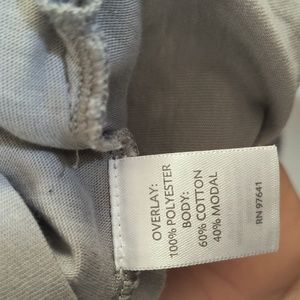 OVERLAY:
100% POLYESTER
BODY:
60% COTTON
40% MODAL
RN 97641